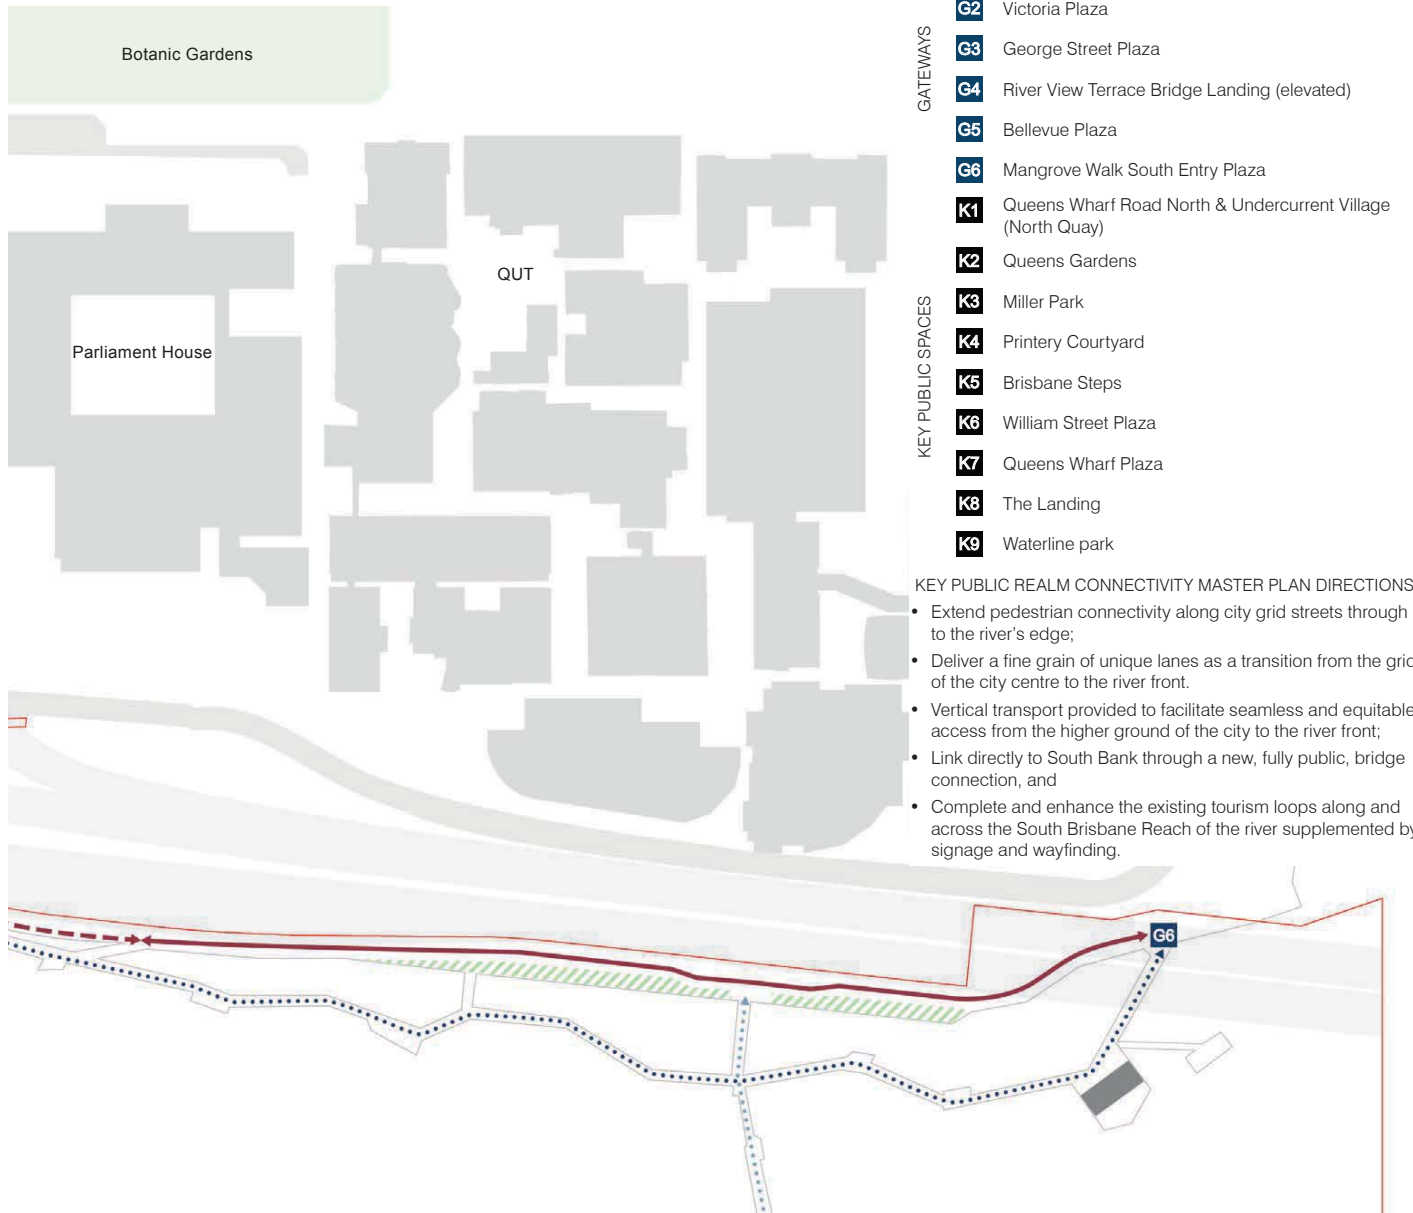 Botanic Gardens
Parliament House
QUT
G6
GATEWAYS
G2 Victoria Plaza
G3 George Street Plaza
G4 River View Terrace Bridge Landing (elevated)
G5 Bellevue Plaza
G6 Mangrove Walk South Entry Plaza
KEY PUBLIC SPACES
K1 Queens Wharf Road North & Undercurrent Village
(North Quay)
K2 Queens Gardens
K3 Miller Park
K4 Printery Courtyard
K5 Brisbane Steps
K6 William Street Plaza
K7 Queens Wharf Plaza
K8 The Landing
K9 Waterline park
KEY PUBLIC REALM CONNECTIVITY MASTER PLAN DIRECTIONS
• Extend pedestrian connectivity along city grid streets through
to the river's edge;
• Deliver a fine grain of unique lanes as a transition from the grid
of the city centre to the river front.
• Vertical transport provided to facilitate seamless and equitable
access from the higher ground of the city to the river front;
• Link directly to South Bank through a new, fully public, bridge
connection, and
• Complete and enhance the existing tourism loops along and
across the South Brisbane Reach of the river supplemented by
signage and wayfinding.